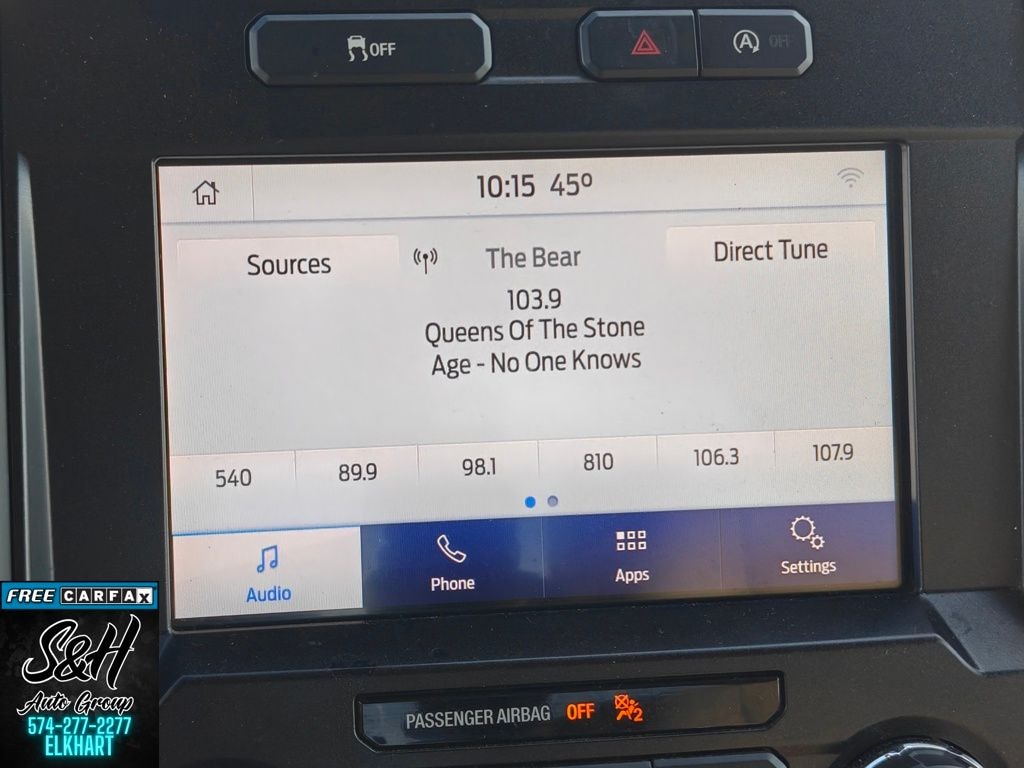 OFF
A OFF
10:15 45º
Sources
The Bear
Direct Tune
103.9
Queens Of The Stone
Age - No One Knows
540 89.9 98.1 810 106.3 107.9
Audio Phone Apps Settings
PASSENGER AIRBAG OFF 2
FREE CARFAX
S&H
Auto Group
574-277-2277
ELKHART